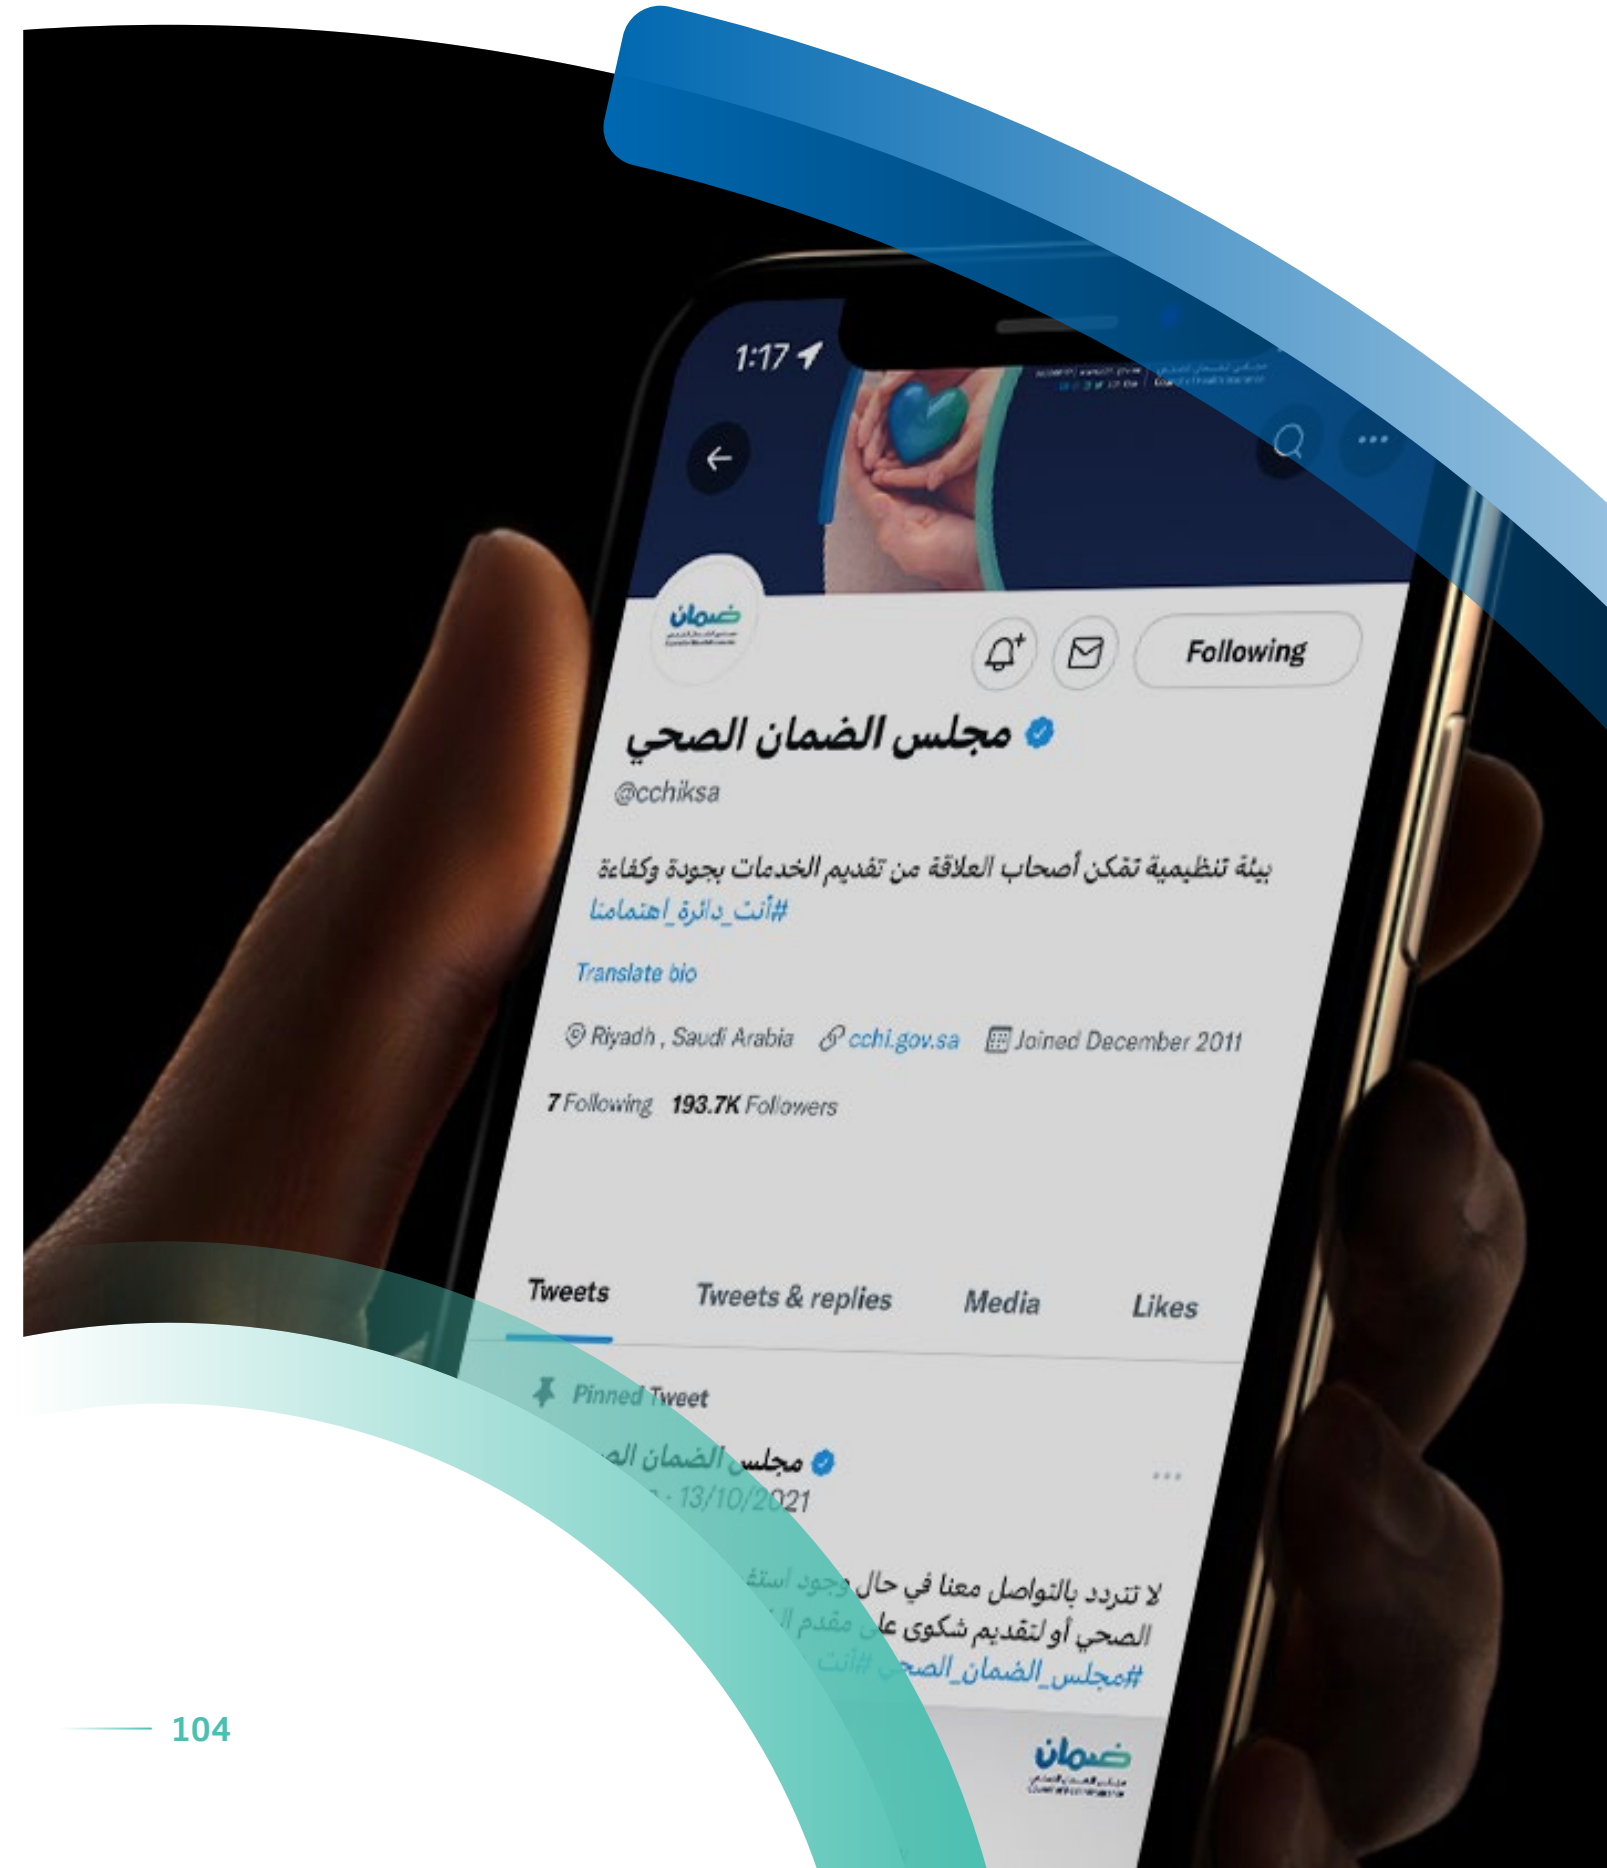 1:17
ضمان
Following
مجلس الضمان الصحي
@cchiksa
بيئة تنظيمية تمكن أصحاب العلاقة من تقديم الخدمات بجودة وكفاءة
#أنت_دائرة_اهتمامنا
Translate bio
Riyadh , Saudi Arabia cchi.gov.sa Joined December 2011
7 Following 193.7K Followers
Tweets Tweets & replies Media Likes
Pinned Tweet
مجلس الضمان
· 13/10/2021
لا تتردد بالتواصل معنا في حال وجود
الصحي أو لتقديم شكوى على مقدم
#مجلس_الضمان_الصحي #أنت
ضمان
104